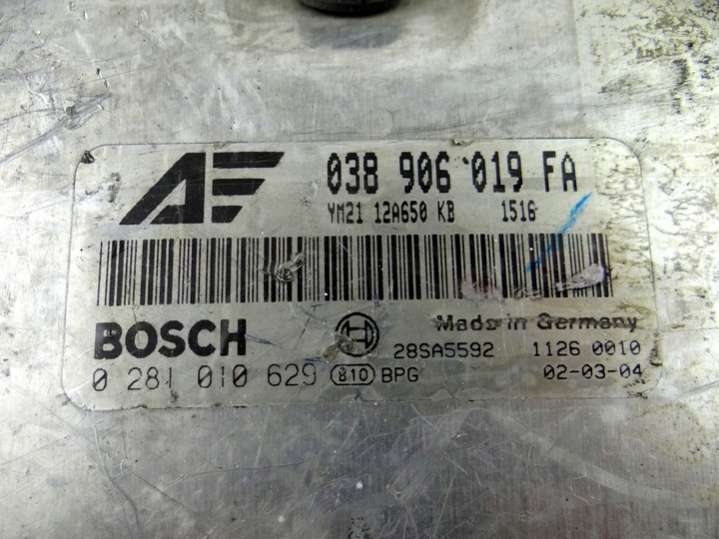 AE 038 906 019 FA
YM21 12A650 KB 1516
BOSCH Made in Germany
28SA5592 1126 0010
0 281 010 629 810 BPG 02-03-04